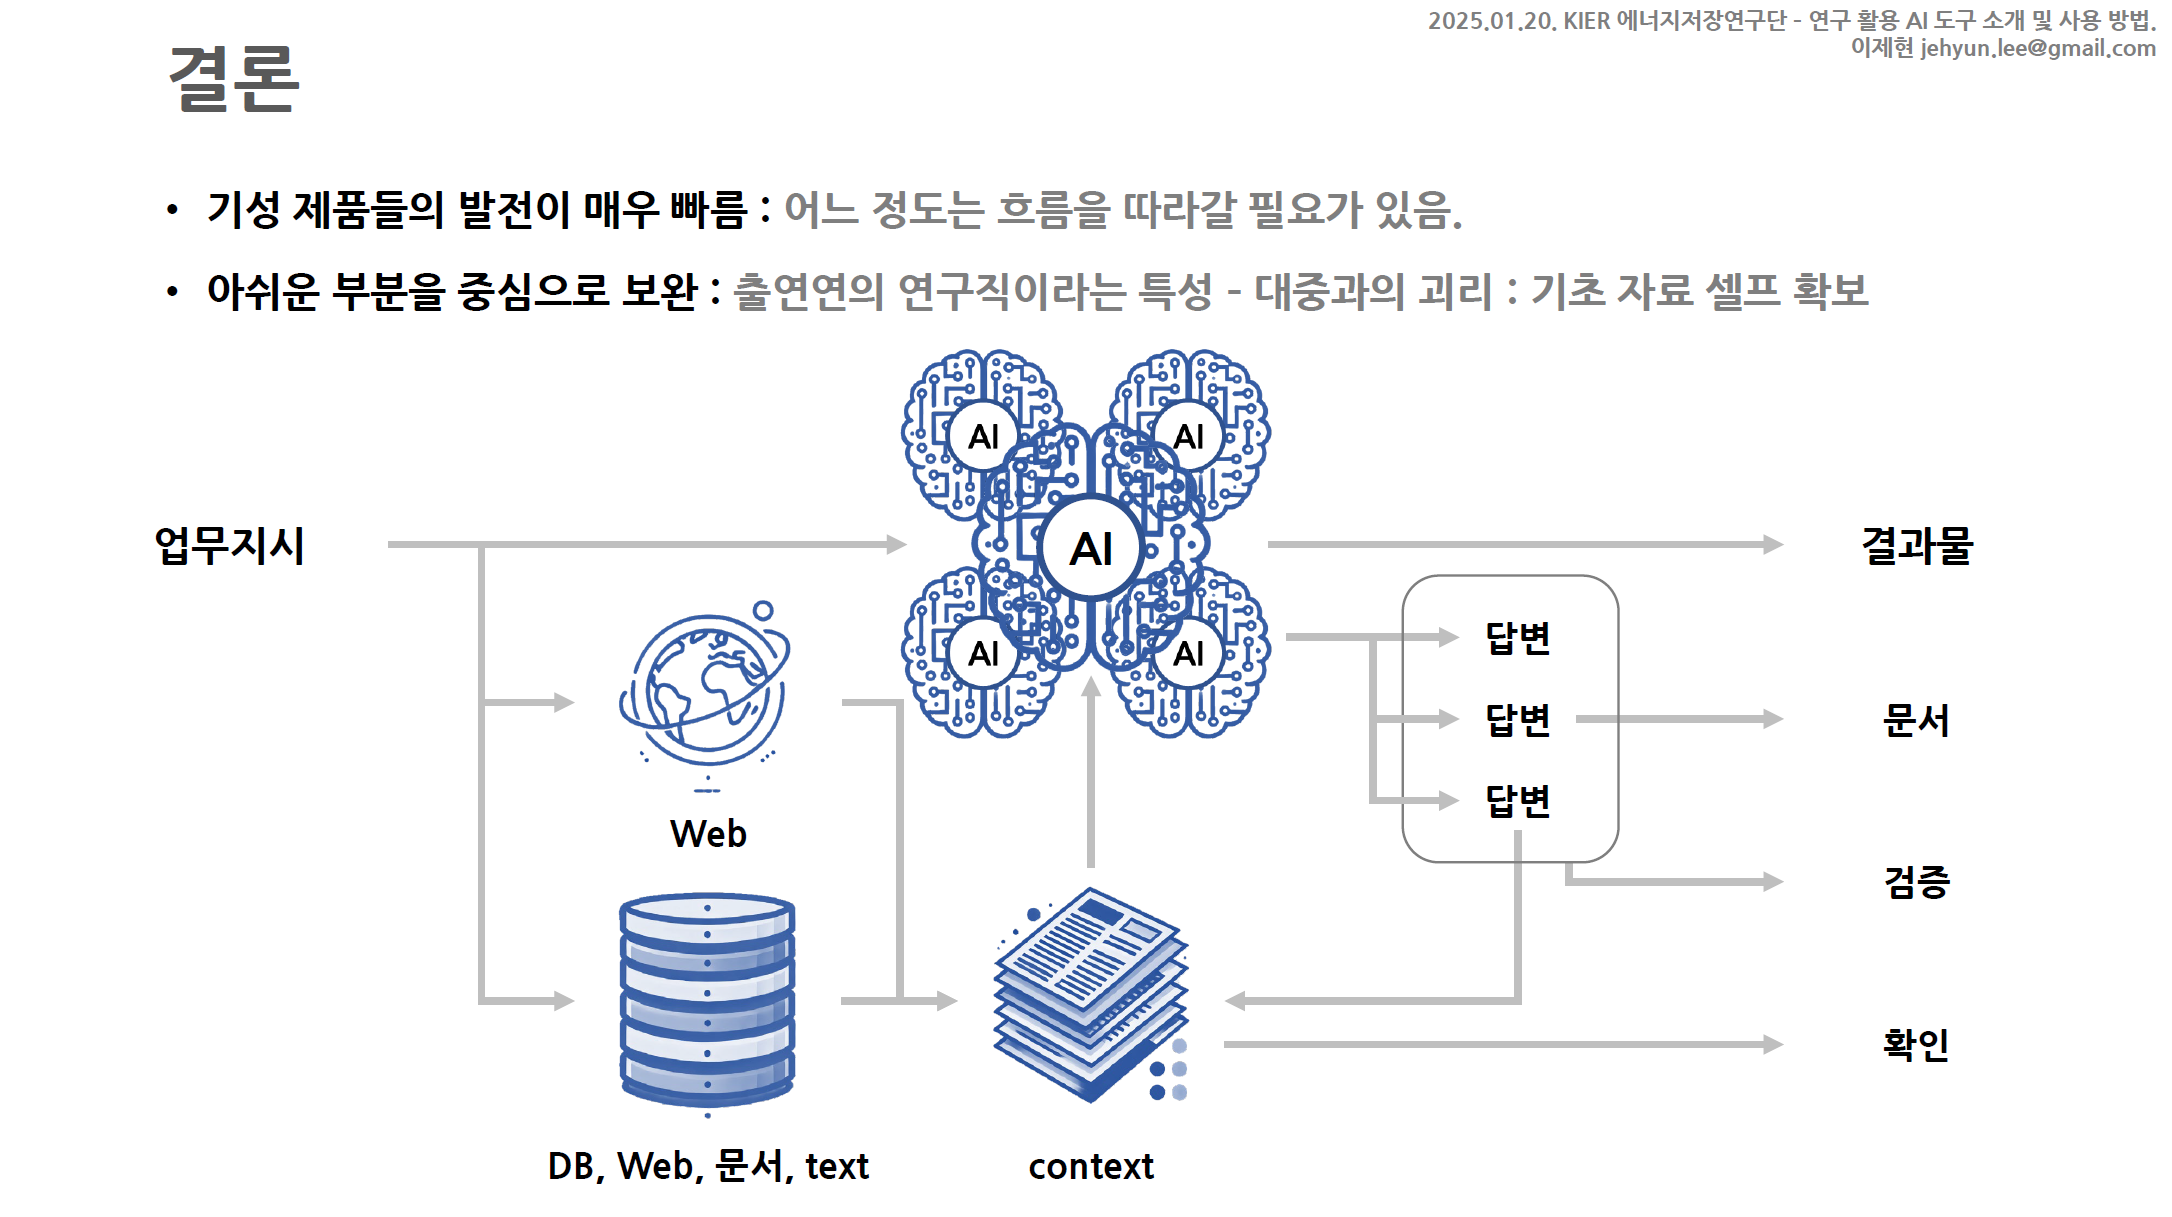 2025.01.20. KIER 에너지저장연구단 - 연구 활용 AI 도구 소개 및 사용 방법.
이제현 jehyun.lee@gmail.com
결론
• 기성 제품들의 발전이 매우 빠름 : 어느 정도는 흐름을 따라갈 필요가 있음.
• 아쉬운 부분을 중심으로 보완 : 출연연의 연구직이라는 특성 - 대중과의 괴리 : 기초 자료 셀프 확보
AI
AI
업무지시
AI
결과물
답변
AI
AI
답변
문서
답변
Web
검증
확인
DB, Web, 문서, text
context